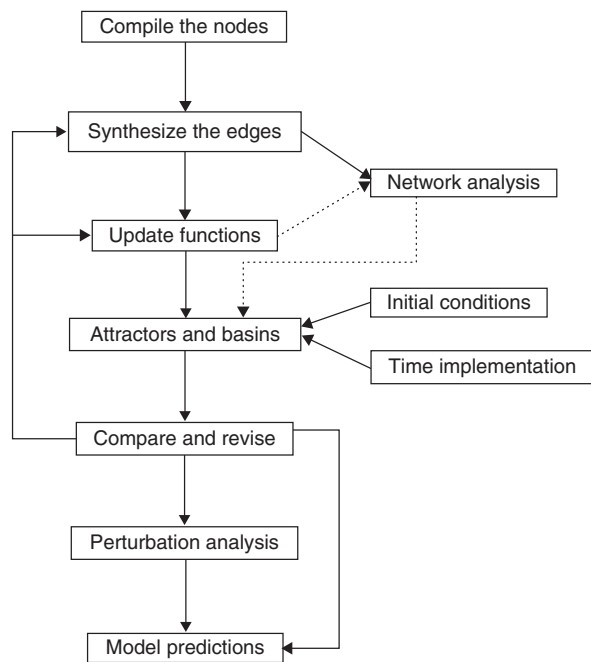 Compile the nodes
Synthesize the edges
Network analysis
Update functions
Initial conditions
Attractors and basins
Time implementation
Compare and revise
Perturbation analysis
Model predictions